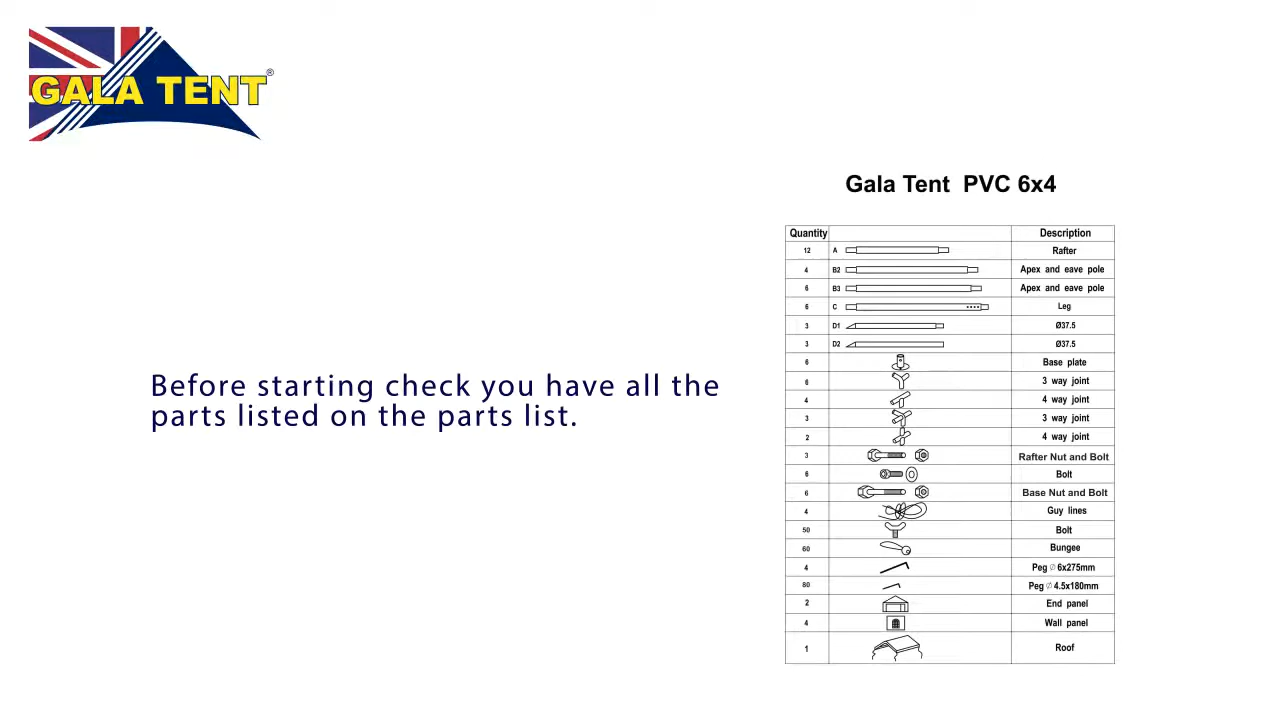 GALA TENT®
Gala Tent PVC 6x4
Before starting check you have all the
parts listed on the parts list.
Quantity Description
12 A Rafter
4 B2 Apex and eave pole
6 B3 Apex and eave pole
6 C Leg
3 D1 Ø37.5
3 D2 Ø37.5
6 Base plate
6 3 way joint
4 4 way joint
3 3 way joint
2 4 way joint
3 Rafter Nut and Bolt
6 Bolt
6 Base Nut and Bolt
4 Guy lines
50 Bolt
60 Bungee
4 Peg ∅ 6x275mm
80 Peg ∅ 4.5x180mm
2 End panel
4 Wall panel
1 Roof